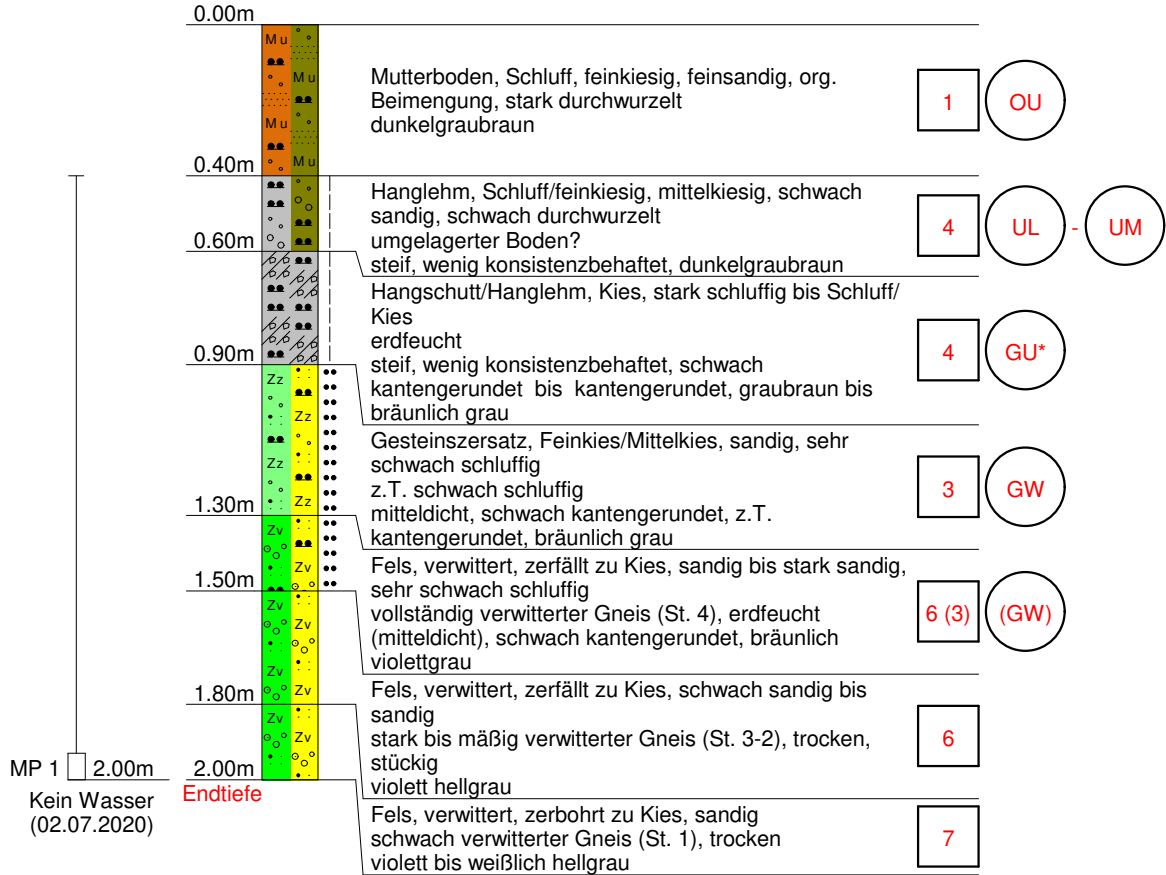 0.00m
Mu
Mu
Mu
Mu
Mutterboden, Schluff, feinkiesig, feinsandig, org.
Beimengung, stark durchwurzelt
dunkelgraubraun
1 OU
0.40m
Hanglehm, Schluff/feinkiesig, mittelkiesig, schwach
sandig, schwach durchwurzelt
umgelagerter Boden?
steif, wenig konsistenzbehaftet, dunkelgraubraun
4 UL - UM
0.60m
Hangschutt/Hanglehm, Kies, stark schluffig bis Schluff/
Kies
erdfeucht
steif, wenig konsistenzbehaftet, schwach
kantengerundet bis kantengerundet, graubraun bis
bräunlich grau
4 GU*
0.90m
Zz
Zz
Zz
Zz
Gesteinszersatz, Feinkies/Mittelkies, sandig, sehr
schwach schluffig
z.T. schwach schluffig
mitteldicht, schwach kantengerundet, z.T.
kantengerundet, bräunlich grau
3 GW
1.30m
Zv
Zv
Fels, verwittert, zerfällt zu Kies, sandig bis stark sandig,
sehr schwach schluffig
vollständig verwitterter Gneis (St. 4), erdfeucht
(mitteldicht), schwach kantengerundet, bräunlich
violettgrau
6 (3) (GW)
1.50m
Zv
Zv
Zv
Zv
Fels, verwittert, zerfällt zu Kies, schwach sandig bis
sandig
stark bis mäßig verwitterter Gneis (St. 3-2), trocken,
stückig
violett hellgrau
6
1.80m
Zv
Zv
Fels, verwittert, zerbohrt zu Kies, sandig
schwach verwitterter Gneis (St. 1), trocken
violett bis weißlich hellgrau
7
2.00m
Endtiefe
MP 1 2.00m
Kein Wasser
(02.07.2020)